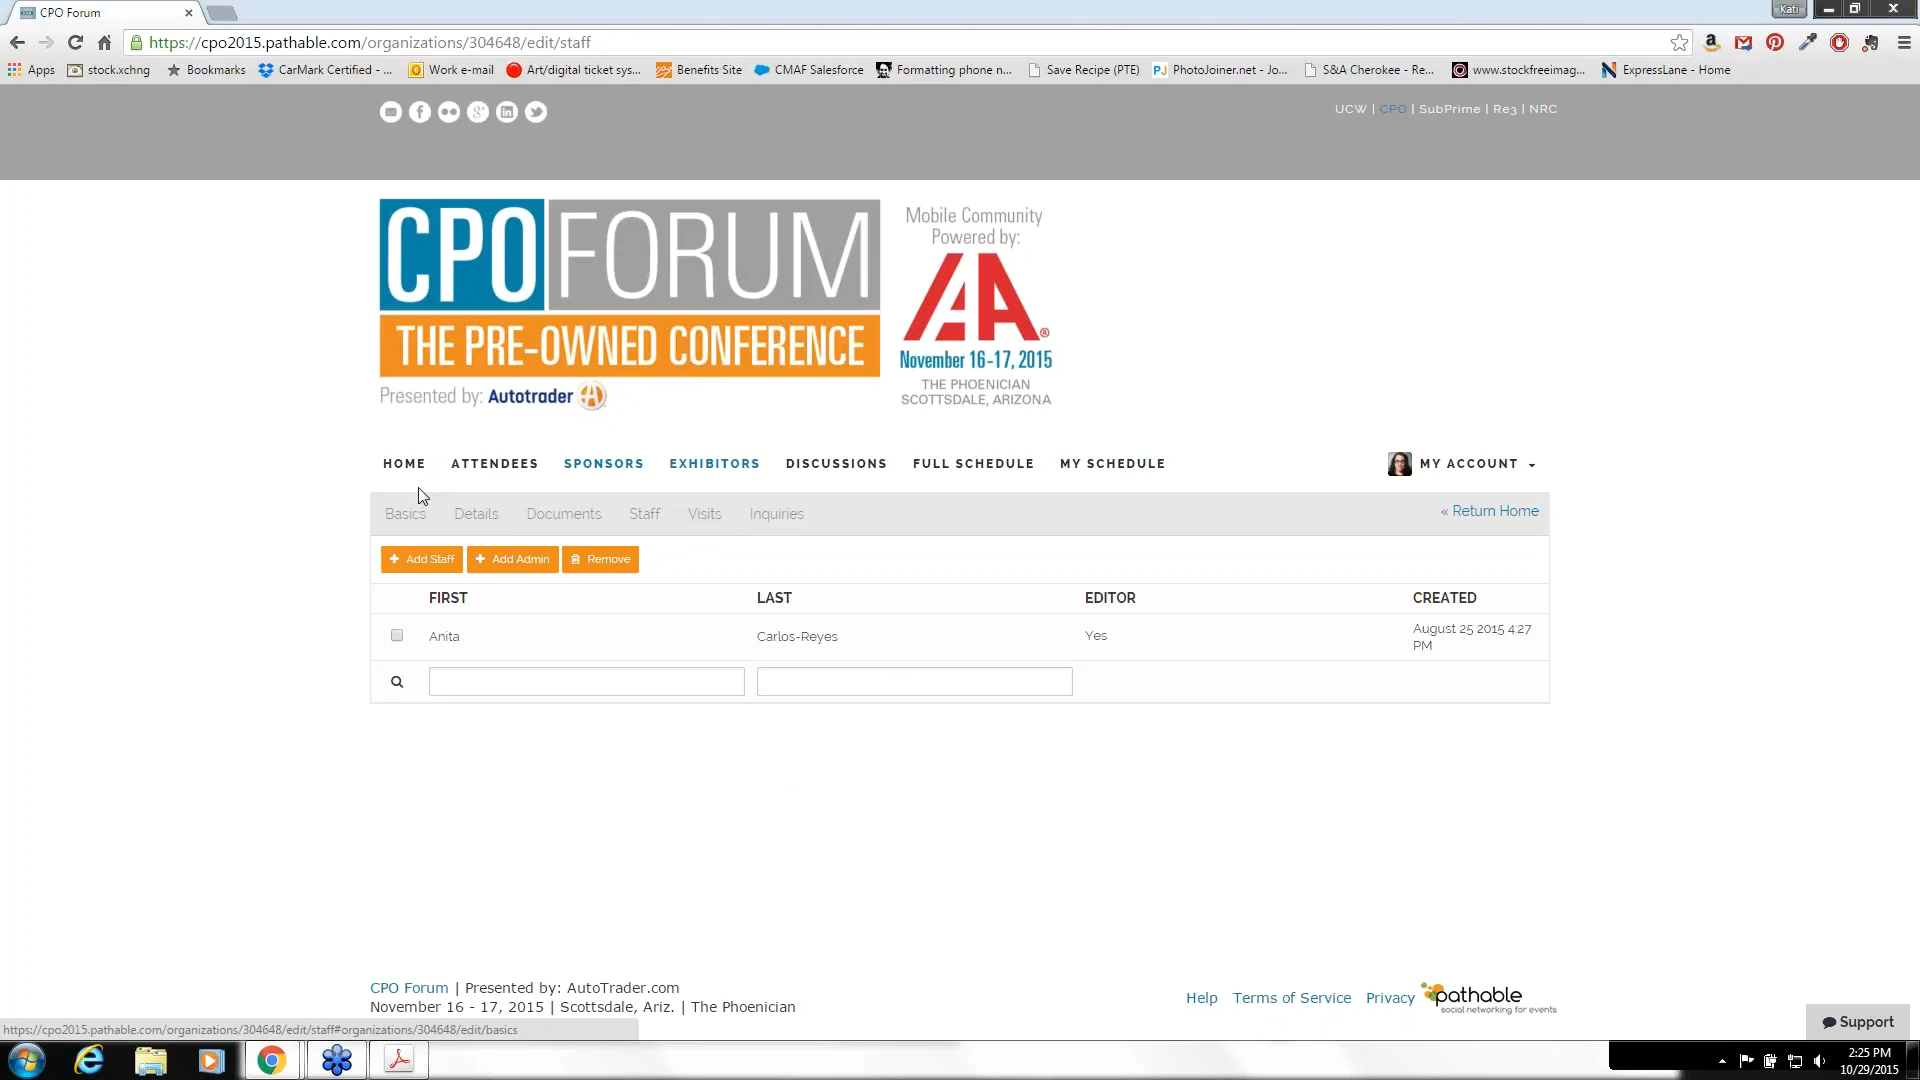 CPO Forum
Kati
https://cpo2015.pathable.com/organizations/304648/edit/staff
Apps stock.xchng Bookmarks CarMark Certified - ... Work e-mail Art/digital ticket sys... Benefits Site CMAF Salesforce Formatting phone n... Save Recipe (PTE) PJ PhotoJoiner.net - Jo... S&A Cherokee - Re... www.stockfreeimag... ExpressLane - Home
UCW | CPO | SubPrime | Re3 | NRC
CPO FORUM
THE PRE-OWNED CONFERENCE
Presented by: Autotrader
Mobile Community
Powered by:
AA®
November 16-17, 2015
THE PHOENICIAN
SCOTTSDALE, ARIZONA
HOME ATTENDEES SPONSORS EXHIBITORS DISCUSSIONS FULL SCHEDULE MY SCHEDULE MY ACCOUNT
Basics Details Documents Staff Visits Inquiries « Return Home
+ Add Staff + Add Admin Remove
FIRST LAST EDITOR CREATED
Anita Carlos-Reyes Yes August 25 2015 4:27
PM
CPO Forum | Presented by: AutoTrader.com
November 16 - 17, 2015 | Scottsdale, Ariz. | The Phoenician
Help Terms of Service Privacy pathable
social networking for events
Support
https://cpo2015.pathable.com/organizations/304648/edit/staff#organizations/304648/edit/basics
2:25 PM
10/29/2015